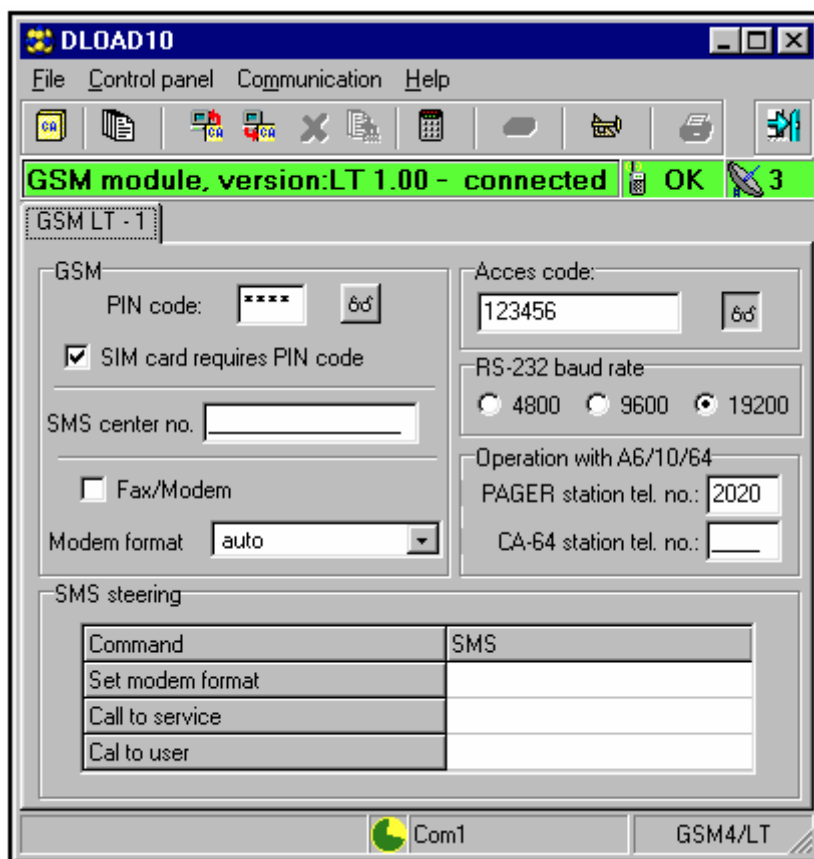 DLOAD10
File Control panel Communication Help
CA CA CA
GSM module, version:LT 1.00 - connected OK 3
GSM LT - 1
GSM
PIN code: ****
SIM card requires PIN code
SMS center no. _______________
Fax/Modem
Modem format auto
Acces code:
123456
RS-232 baud rate
4800 9600 19200
Operation with A6/10/64
PAGER station tel. no.: 2020
CA-64 station tel. no.: ____
SMS steering
Command SMS
Set modem format
Call to service
Cal to user
Com1 GSM4/LT